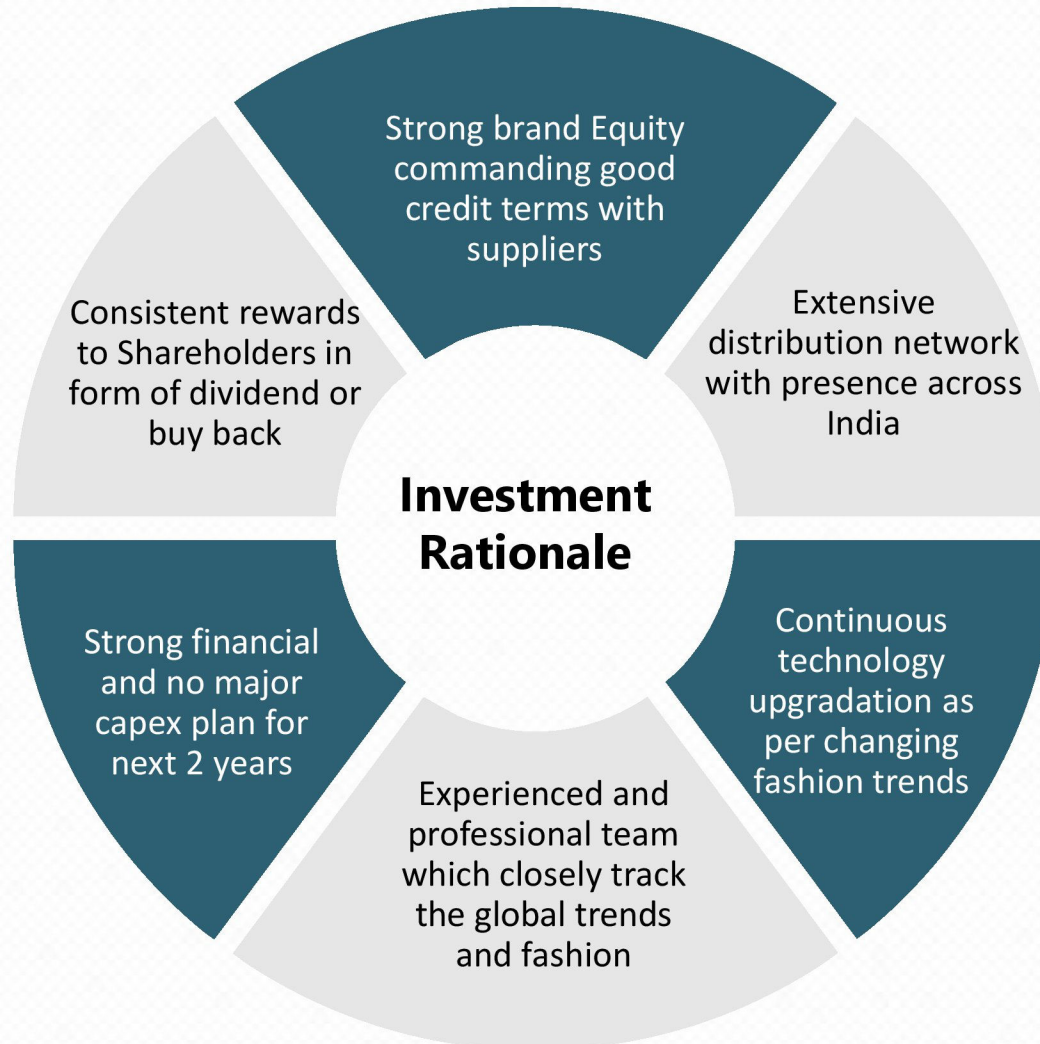 Strong brand Equity
commanding good
credit terms with
suppliers
Extensive
distribution network
with presence across
India
Continuous
technology
upgradation as
per changing
fashion trends
Experienced and
professional team
which closely track
the global trends
and fashion
Strong financial
and no major
capex plan for
next 2 years
Consistent rewards
to Shareholders in
form of dividend or
buy back
Investment
Rationale